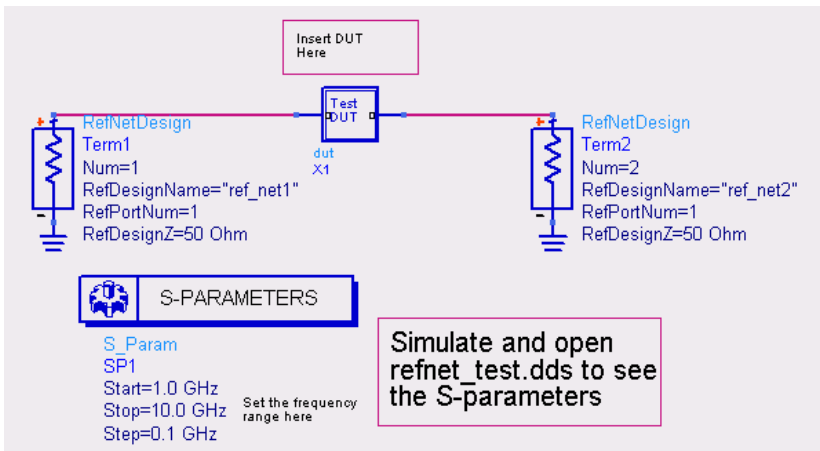 Insert DUT
Here
Test
DUT
dut
X1
RefNetDesign
Term1
Num=1
RefDesignName="ref_net1"
RefPortNum=1
RefDesignZ=50 Ohm
RefNetDesign
Term2
Num=2
RefDesignName="ref_net2"
RefPortNum=1
RefDesignZ=50 Ohm
S-PARAMETERS
S_Param
SP1
Start=1.0 GHz
Stop=10.0 GHz
Step=0.1 GHz
Set the frequency
range here
Simulate and open
refnet_test.dds to see
the S-parameters